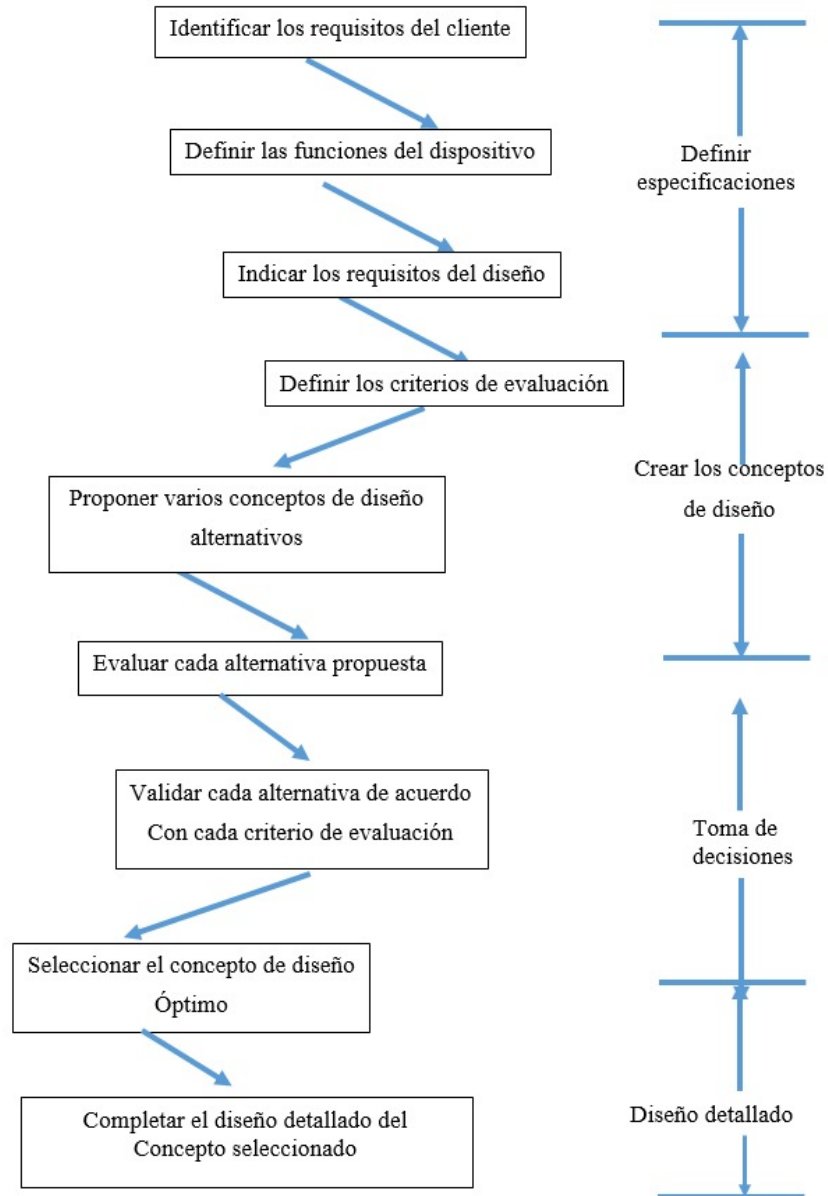 Identificar los requisitos del cliente
Definir las funciones del dispositivo
Definir
especificaciones
Indicar los requisitos del diseño
Definir los criterios de evaluación
Crear los conceptos
de diseño
Proponer varios conceptos de diseño
alternativos
Evaluar cada alternativa propuesta
Validar cada alternativa de acuerdo
Con cada criterio de evaluación
Toma de
decisiones
Seleccionar el concepto de diseño
Óptimo
Completar el diseño detallado del
Concepto seleccionado
Diseño detallado